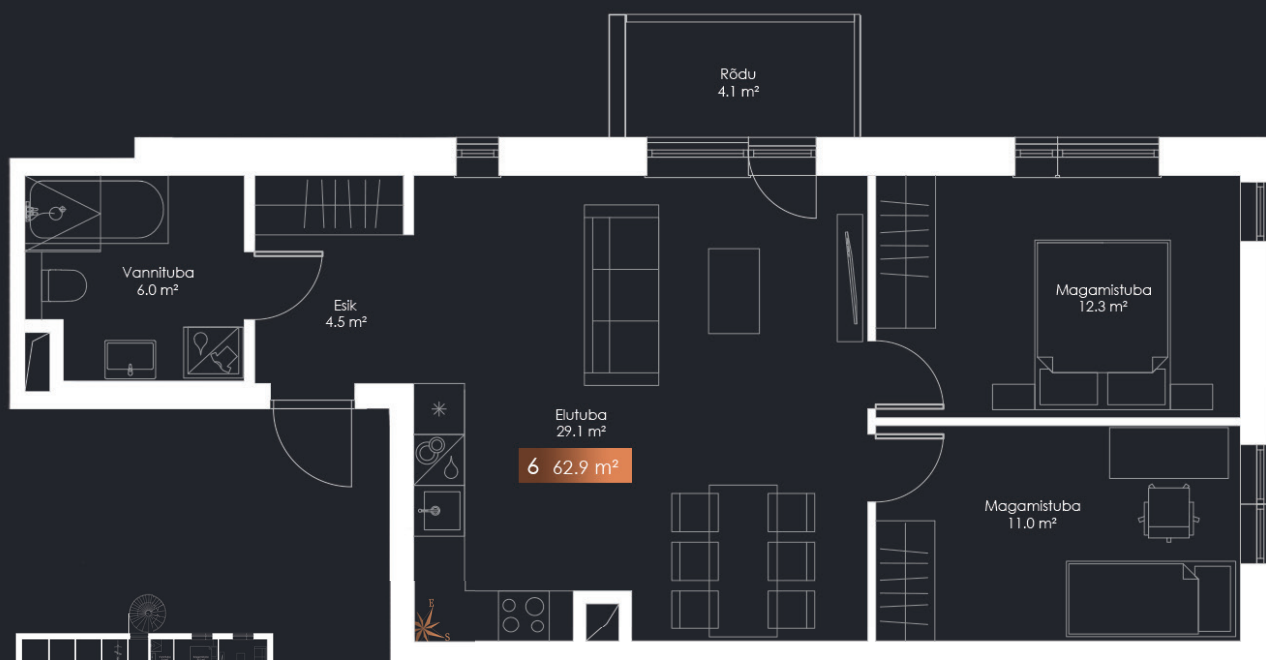 Rõdu
4.1 m²
Vannituba
6.0 m²
Esik
4.5 m²
Magamistuba
12.3 m²
Elutuba
29.1 m²
6 62.9 m²
Magamistuba
11.0 m²
E
S